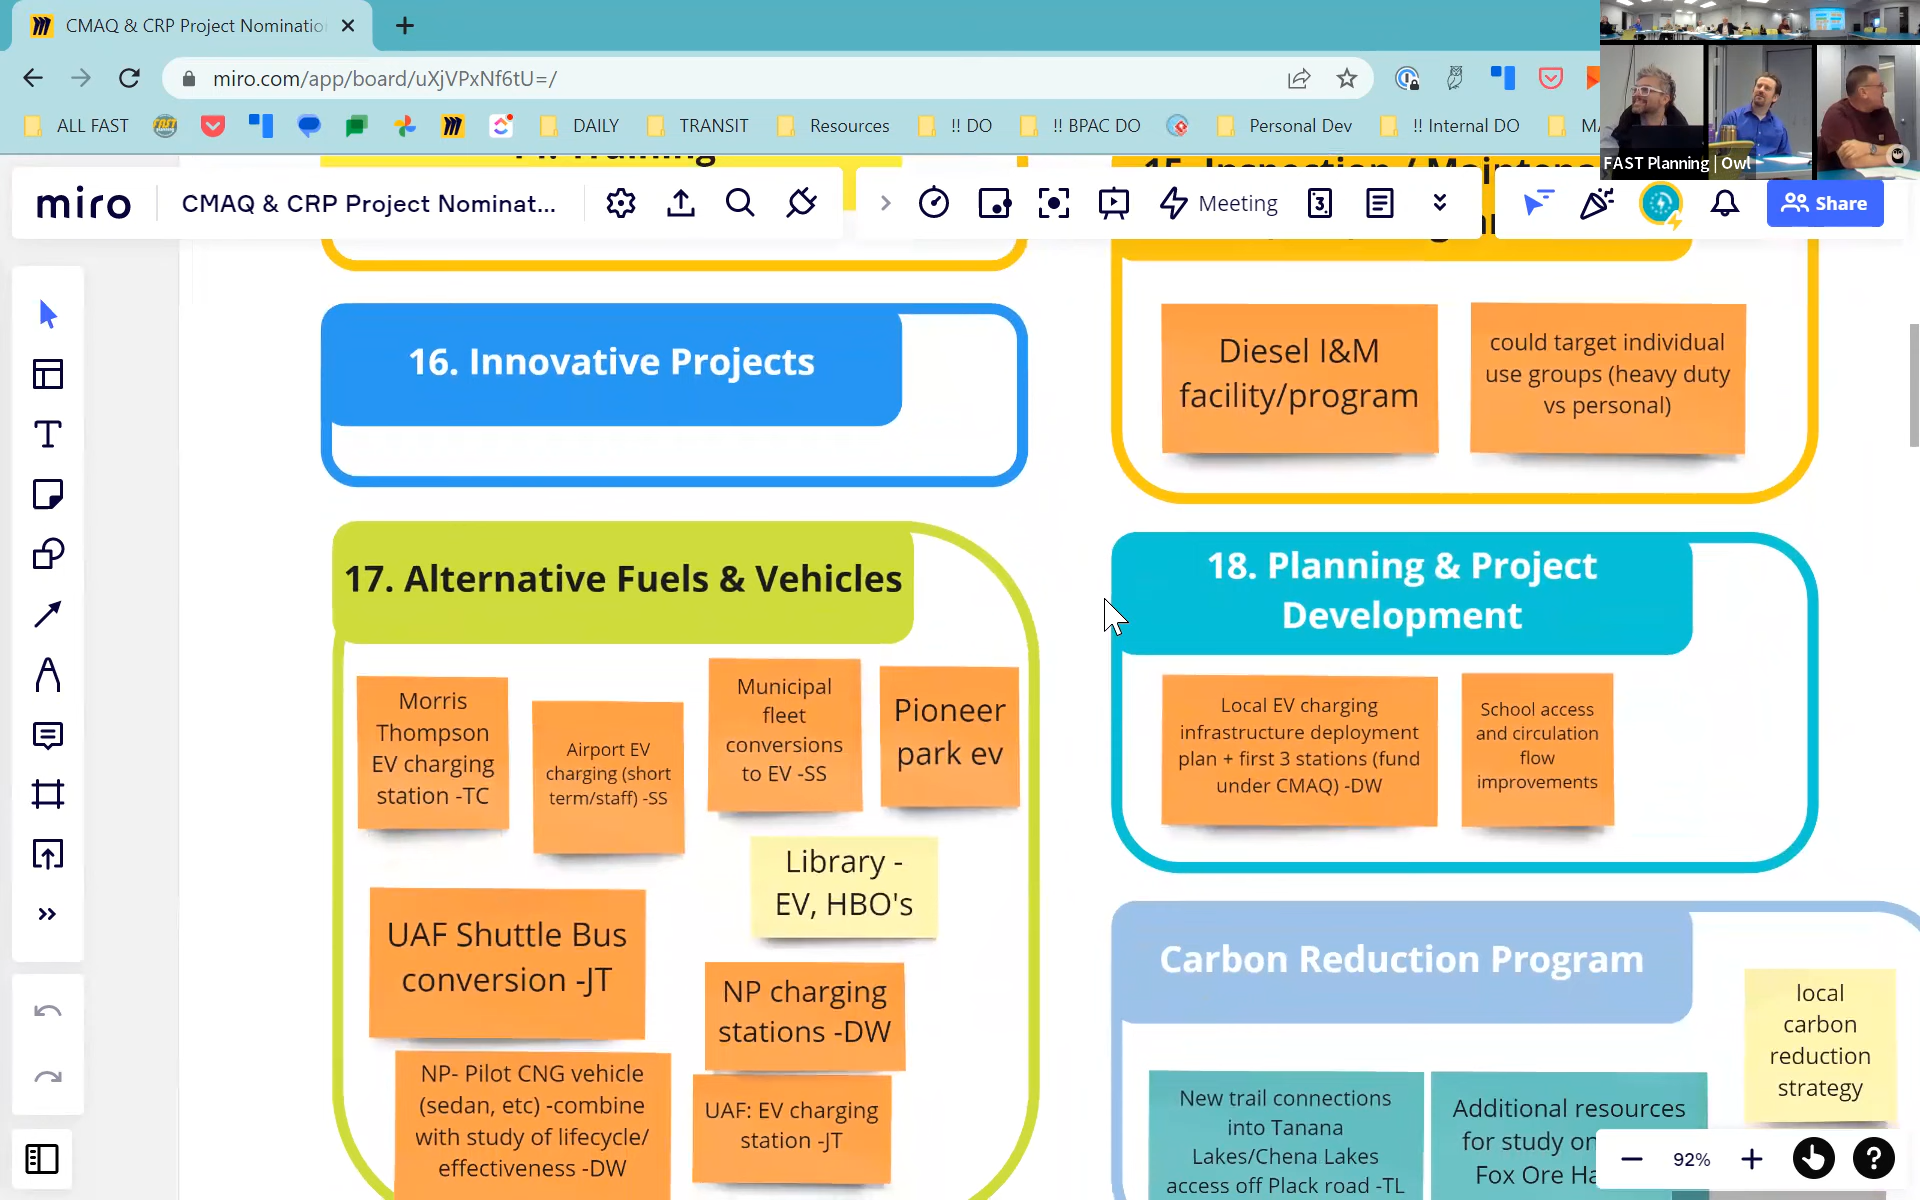 CMAQ & CRP Project Nominatio
miro.com/app/board/uXjVPxNf6tU=/
ALL FAST
DAILY
TRANSIT
Resources
!! DO
!! BPAC DO
Personal Dev
!! Internal DO
FAST Planning | Owl
miro
CMAQ & CRP Project Nominat...
Meeting
Share
14. Training
15. Inspection /
16. Innovative Projects
Diesel I&M
facility/program
could target individual
use groups (heavy duty
vs personal)
17. Alternative Fuels & Vehicles
Morris
Thompson
EV charging
station -TC
Airport EV
charging (short
term/staff) -SS
Municipal
fleet
conversions
to EV -SS
Pioneer
park ev
Library -
EV, HBO's
UAF Shuttle Bus
conversion -JT
NP charging
stations -DW
NP- Pilot CNG vehicle
(sedan, etc) -combine
with study of lifecycle/
effectiveness -DW
UAF: EV charging
station -JT
18. Planning & Project
Development
Local EV charging
infrastructure deployment
plan + first 3 stations (fund
under CMAQ) -DW
School access
and circulation
flow
improvements
Carbon Reduction Program
local
carbon
reduction
strategy
New trail connections
into Tanana
Lakes/Chena Lakes
access off Plack road -TL
Additional resources
for study on
Fox Ore Ha
92%